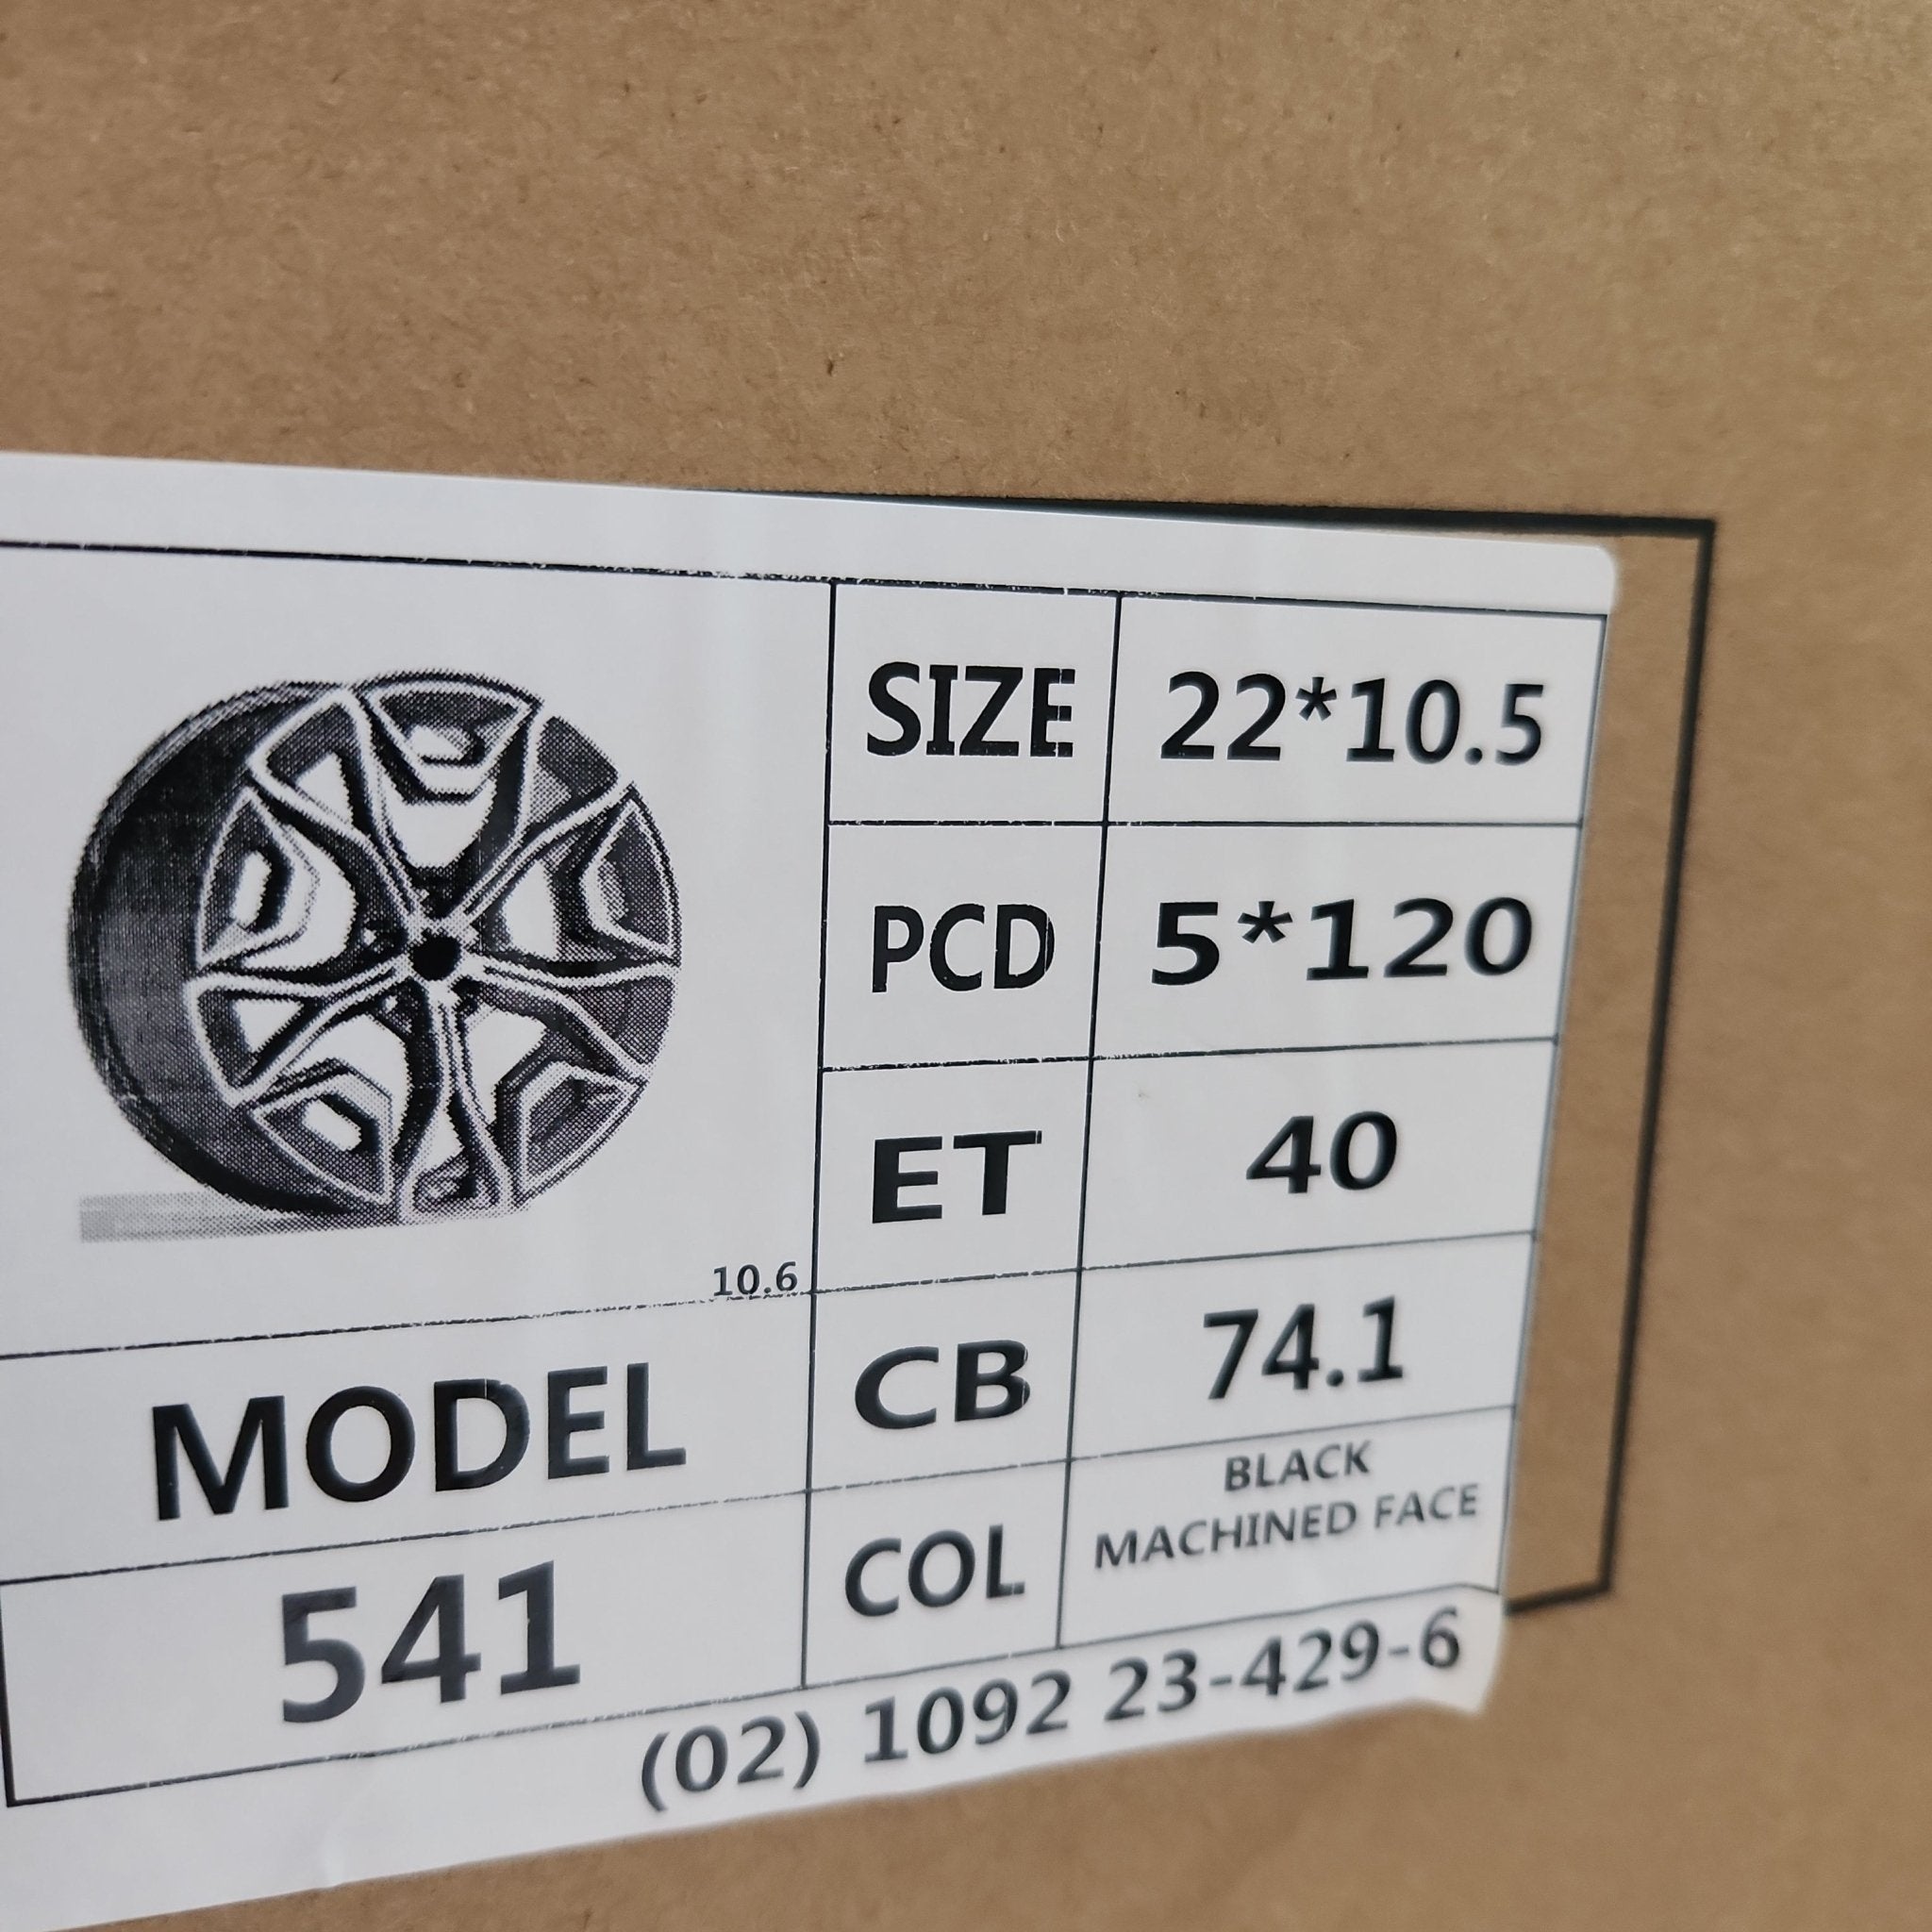 SIZE 22*10.5
PCD 5*120
ET 40
10.6
CB 74.1
MODEL
COL BLACK
MACHINED FACE
541
(02) 1092 23-429-6